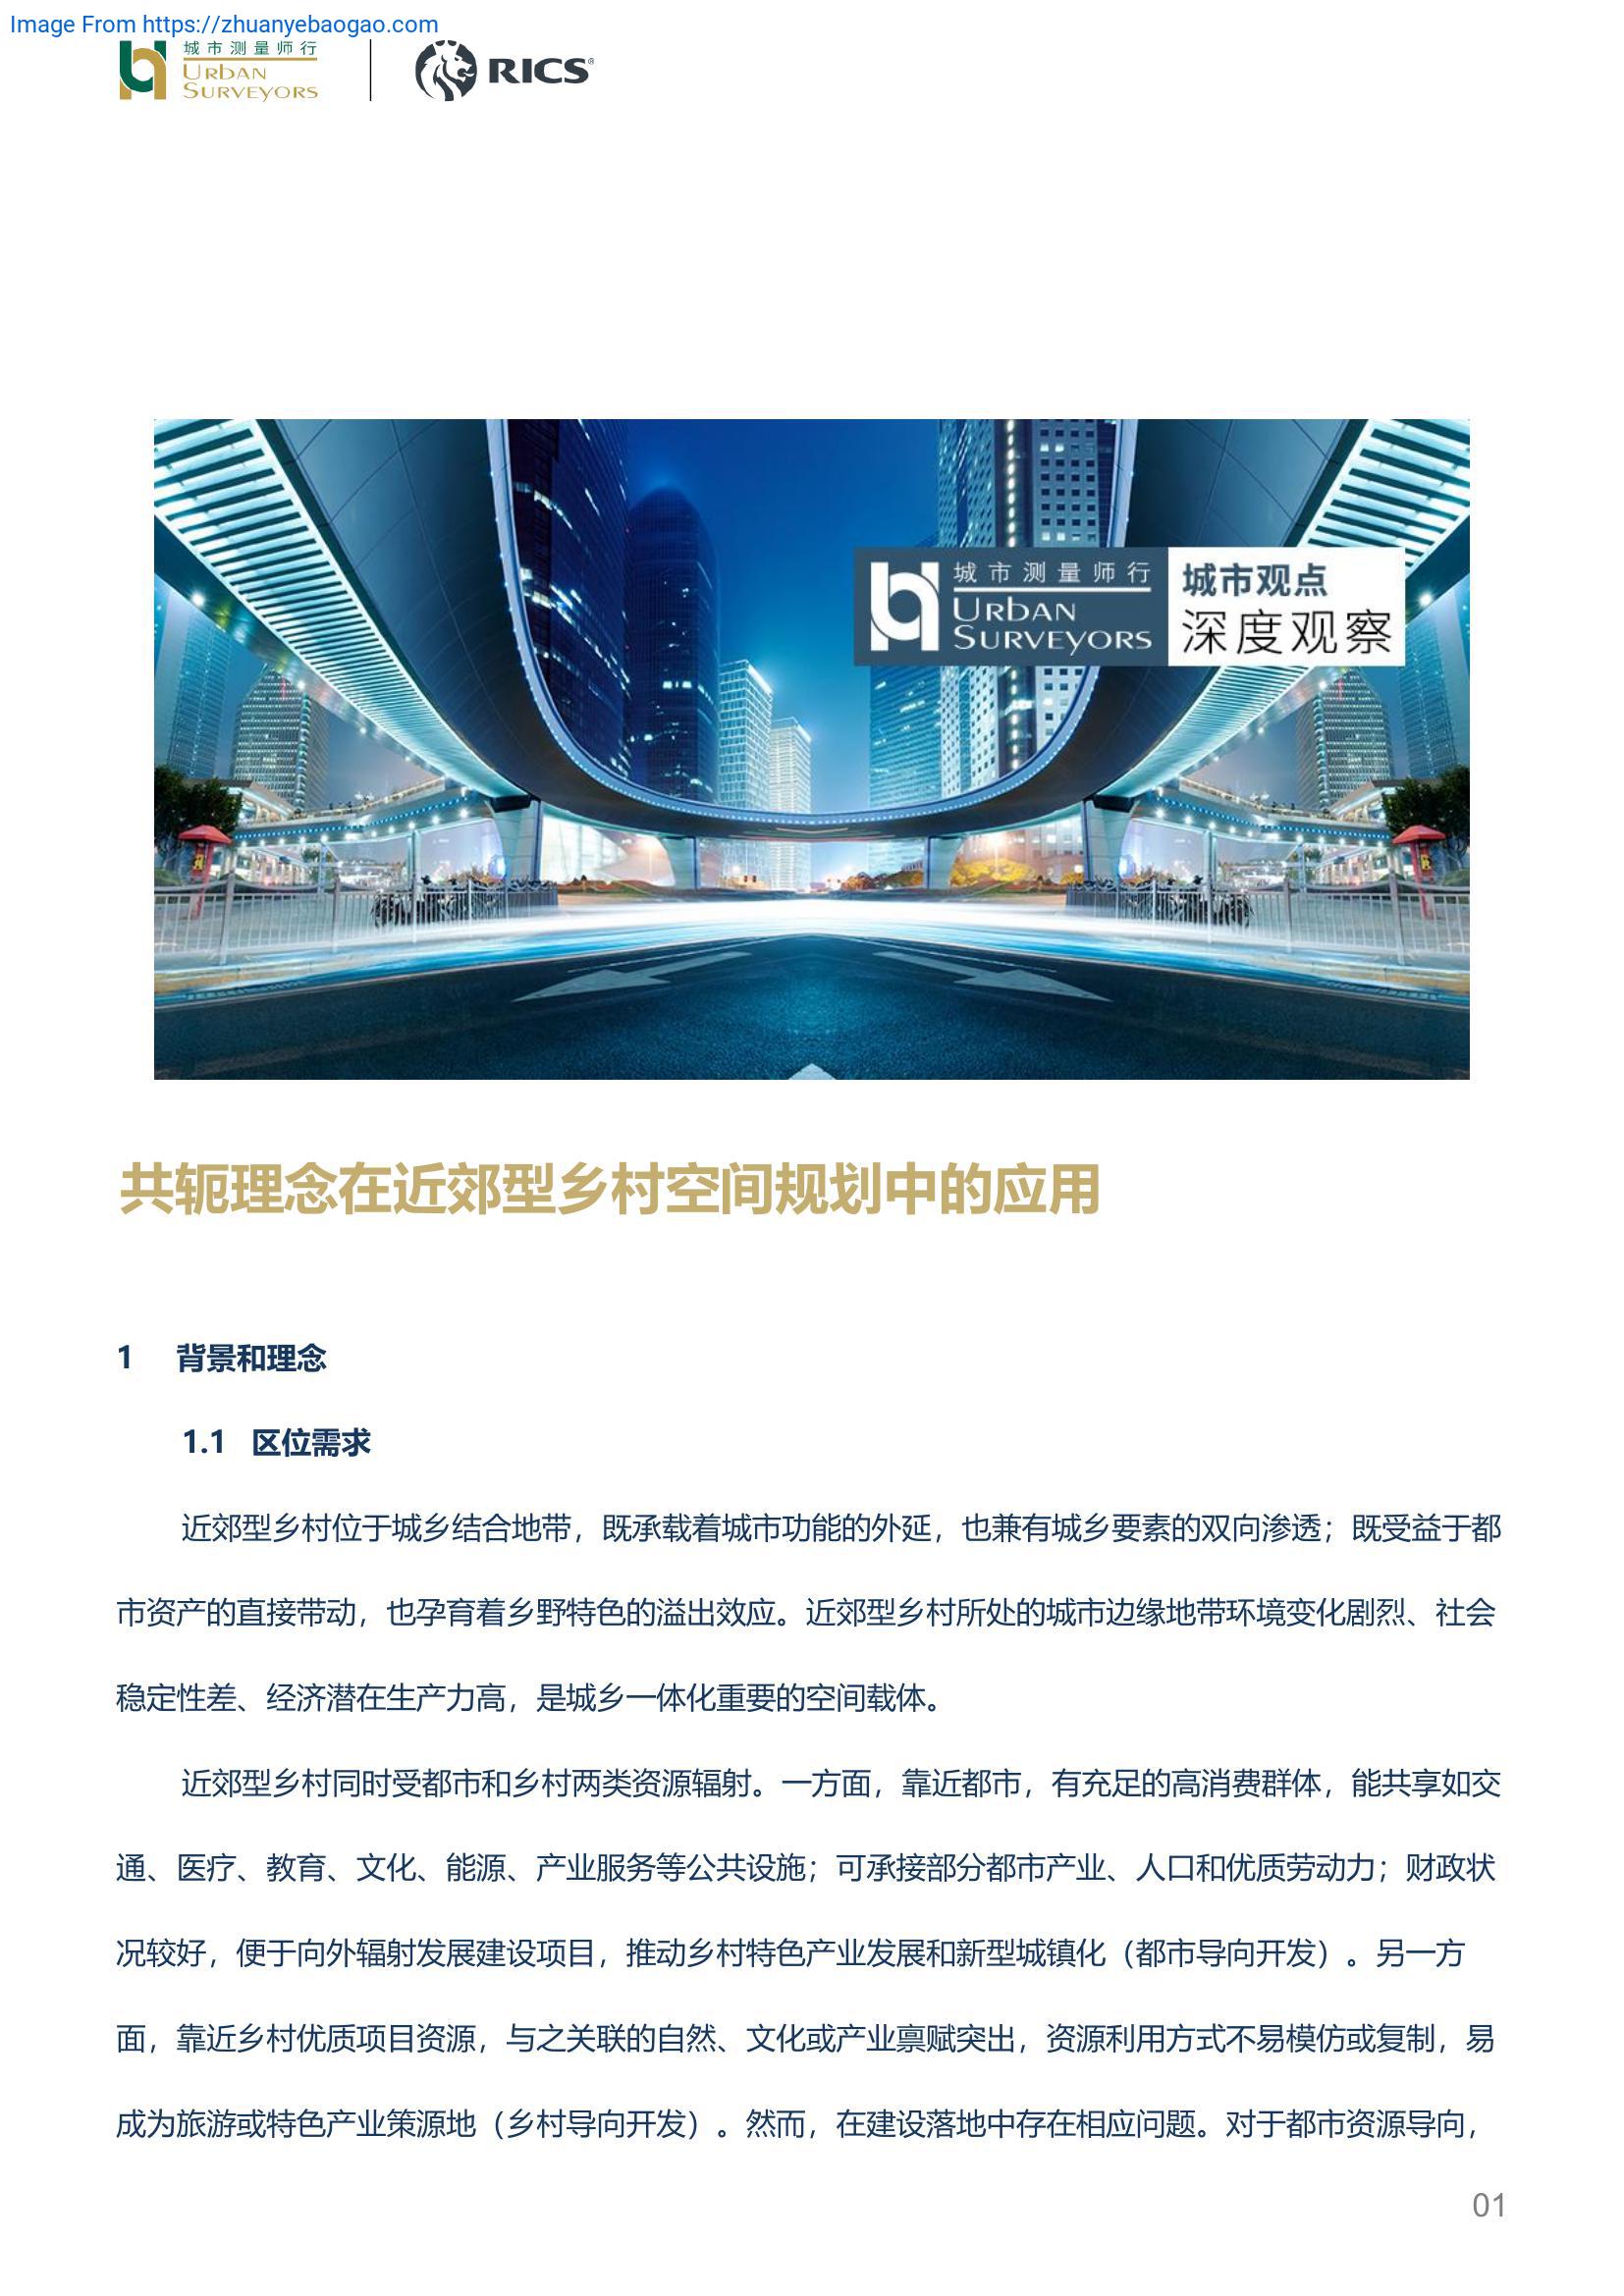 Image From https://zhuanyebaogao.com
城市测量师行
URBAN
SURVEYORS
RICS®
城市测量师行
URBAN
SURVEYORS
城市观点
深度观察
共轭理念在近郊型乡村空间规划中的应用
1 背景和理念
1.1 区位需求
近郊型乡村位于城乡结合地带，既承载着城市功能的外延，也兼有城乡要素的双向渗透；既受益于都
市资产的直接带动，也孕育着乡野特色的溢出效应。近郊型乡村所处的城市边缘地带环境变化剧烈、社会
稳定性差、经济潜在生产力高，是城乡一体化重要的空间载体。
近郊型乡村同时受都市和乡村两类资源辐射。一方面，靠近都市，有充足的高消费群体，能共享如交
通、医疗、教育、文化、能源、产业服务等公共设施；可承接部分都市产业、人口和优质劳动力；财政状
况较好，便于向外辐射发展建设项目，推动乡村特色产业发展和新型城镇化（都市导向开发）。另一方
面，靠近乡村优质项目资源，与之关联的自然、文化或产业禀赋突出，资源利用方式不易模仿或复制，易
成为旅游或特色产业策源地（乡村导向开发）。然而，在建设落地中存在相应问题。对于都市资源导向，
01